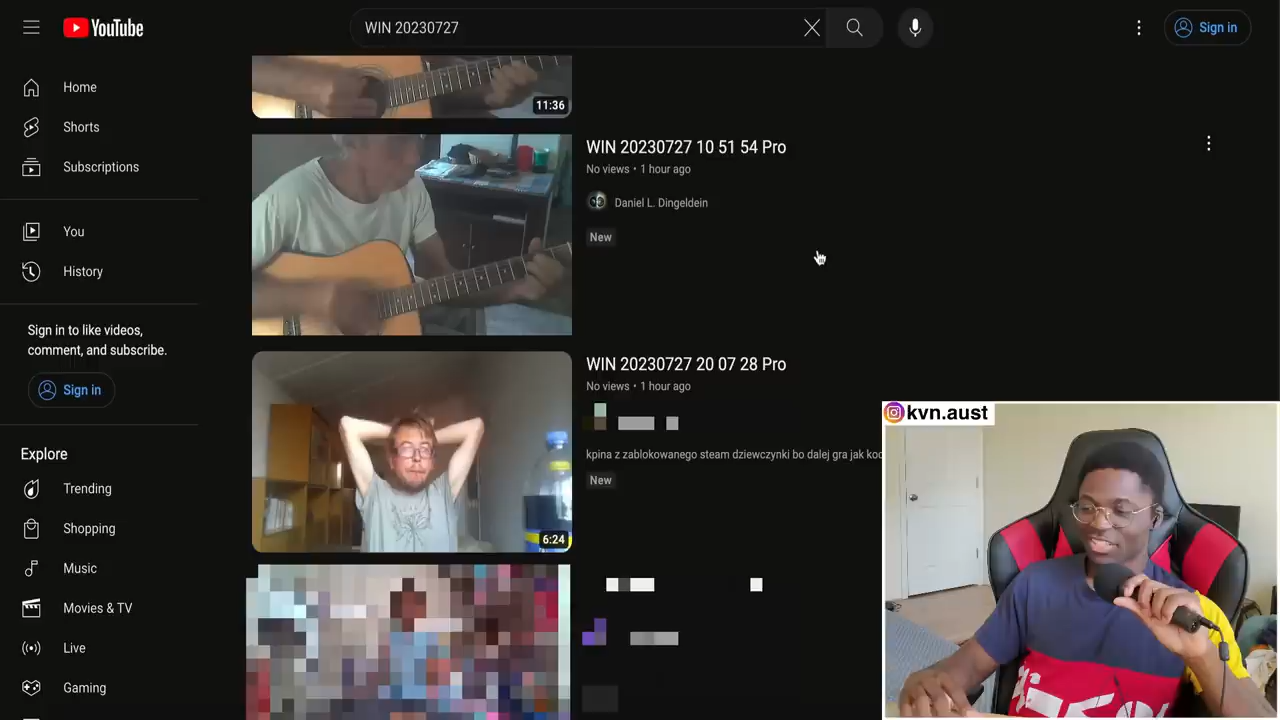 YouTube
WIN 20230727
Sign in
Home
Shorts
Subscriptions
You
History
Sign in to like videos,
comment, and subscribe.
Sign in
Explore
Trending
Shopping
Music
Movies & TV
Live
Gaming
11:36
WIN 20230727 10 51 54 Pro
No views • 1 hour ago
Daniel L. Dingeldein
New
6:24
WIN 20230727 20 07 28 Pro
No views • 1 hour ago
kpina z zablokowanego steam dziewczynki bo dalej gra jak
New
kvn.aust